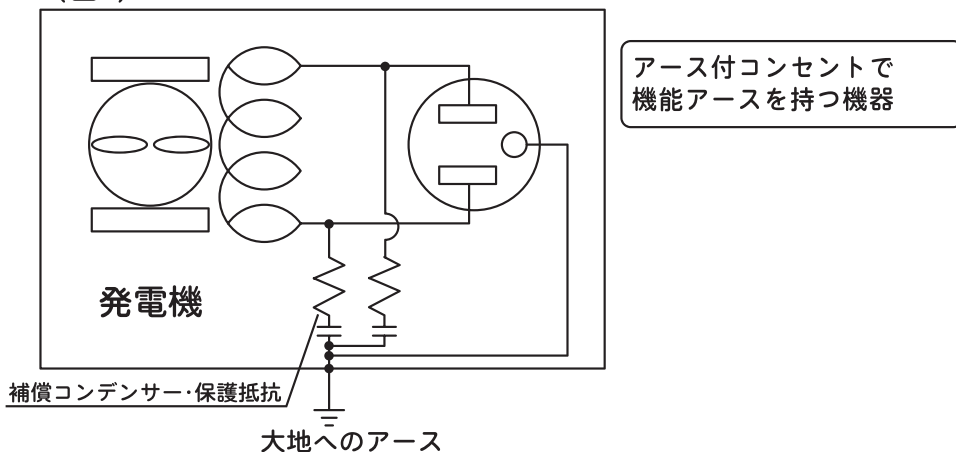 アース付コンセントで
機能アースを持つ機器
発電機
補償コンデンサー・保護抵抗
大地へのアース